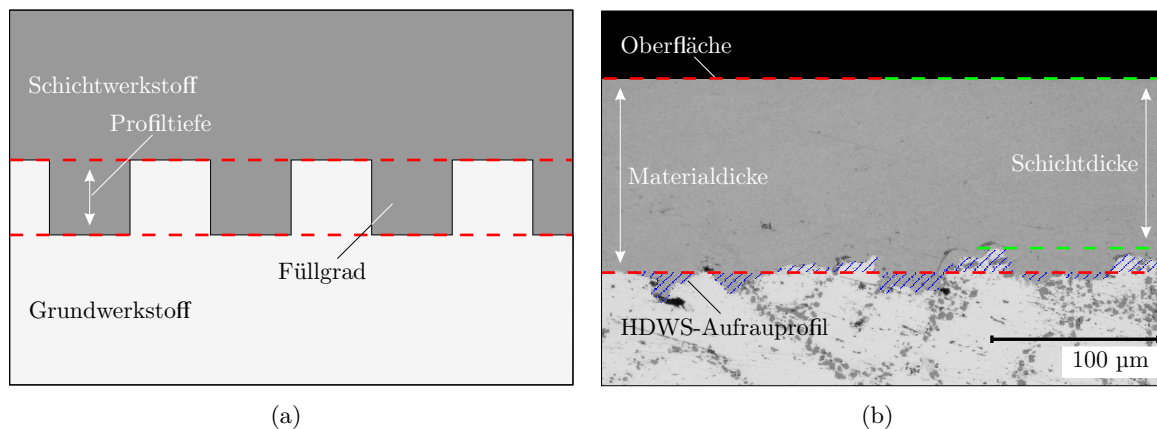 Schichtwerkstoff
Profiltiefe
Füllgrad
Grundwerkstoff
(a)
Oberfläche
Materialdicke
Schichtdicke
HDWS-Aufrauprofil
100 µm
(b)